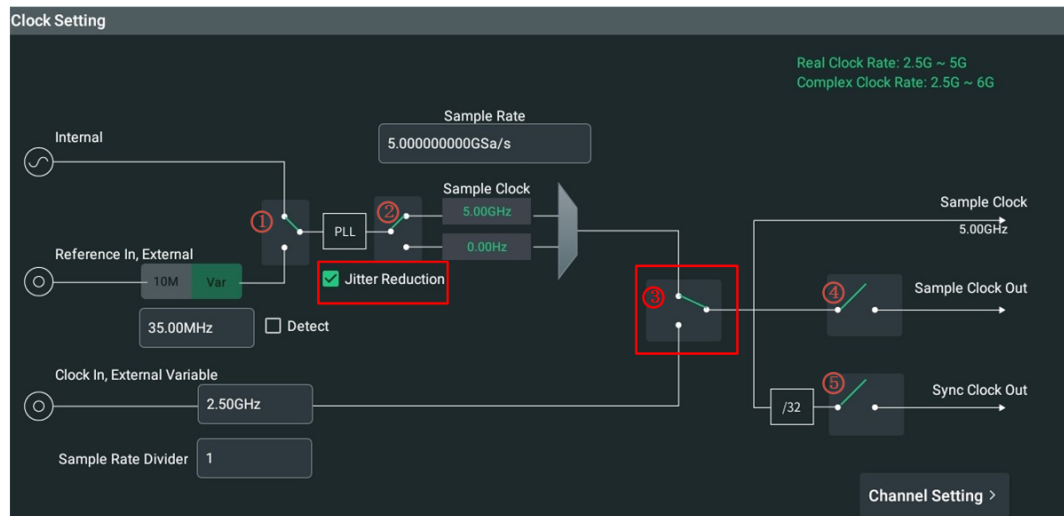 Clock Setting
Real Clock Rate: 2.5G ~ 5G
Complex Clock Rate: 2.5G ~ 6G
Sample Rate
5.000000000GSa/s
Internal
Sample Clock
①
②
5.00GHz
PLL
0.00Hz
Sample Clock
5.00GHz
Reference In, External
10M
Var
Jitter Reduction
35.00MHz
Detect
③
④
Sample Clock Out
Clock In, External Variable
2.50GHz
⑤
Sync Clock Out
/32
Sample Rate Divider
1
Channel Setting >